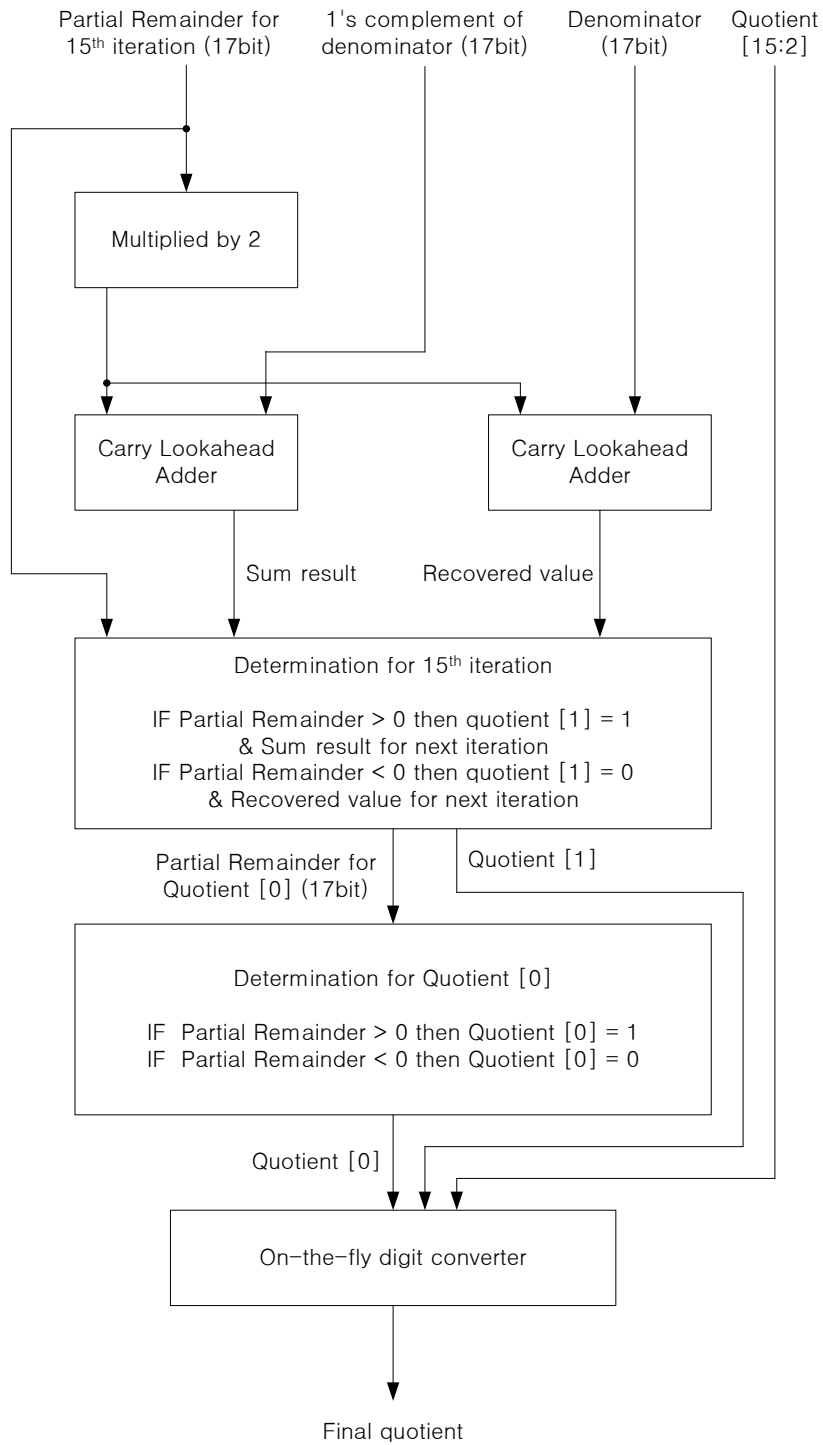 Partial Remainder for
15th iteration (17bit)
1's complement of
denominator (17bit)
Denominator
(17bit)
Quotient
[15:2]
Multiplied by 2
Carry Lookahead
Adder
Carry Lookahead
Adder
Sum result
Recovered value
Determination for 15th iteration
IF Partial Remainder > 0 then quotient [1] = 1
& Sum result for next iteration
IF Partial Remainder < 0 then quotient [1] = 0
& Recovered value for next iteration
Partial Remainder for
Quotient [0] (17bit)
Quotient [1]
Determination for Quotient [0]
IF Partial Remainder > 0 then Quotient [0] = 1
IF Partial Remainder < 0 then Quotient [0] = 0
Quotient [0]
On-the-fly digit converter
Final quotient